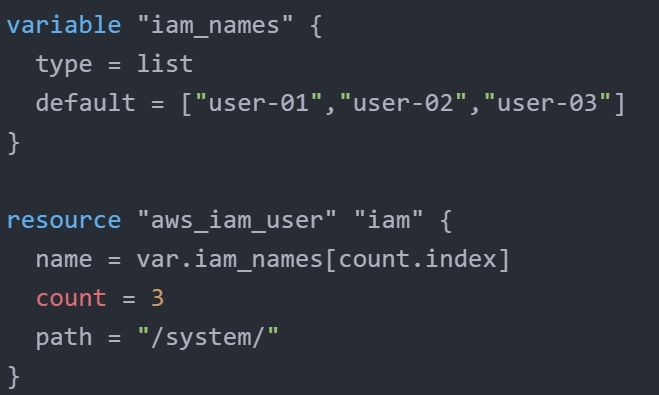 variable "iam_names" {
  type = list
  default = ["user-01","user-02","user-03"]
}

resource "aws_iam_user" "iam" {
  name = var.iam_names[count.index]
  count = 3
  path = "/system/"
}